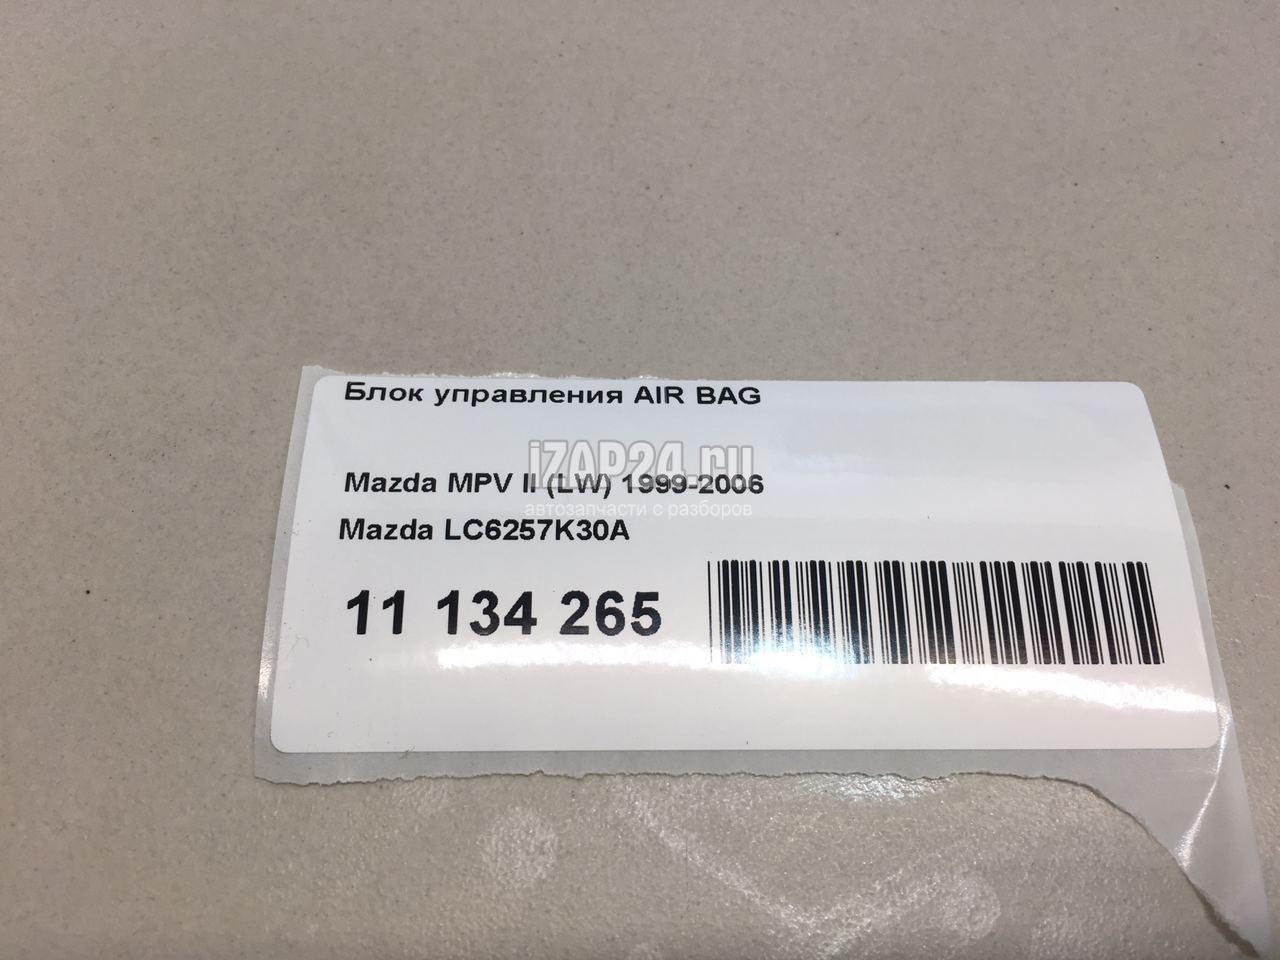 Блок управления AIR BAG
iZAP24.ru
Mazda MPV II (LW) 1999-2006
автозапчасти с разборов
Mazda LC6257K30A
11 134 265